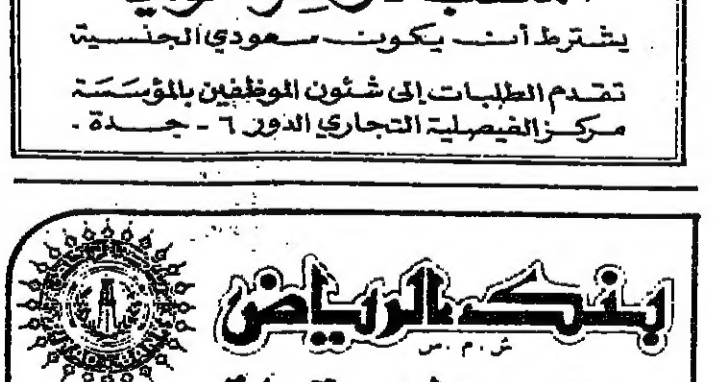 يشترط أن يكون سعودي الجنسية
تقدم الطلبات إلى شئون الموظفين بالمؤسسة
مركز الفيصلية التجاري الدور ٦ - جدة .
بنك الرياض
ش . م . س